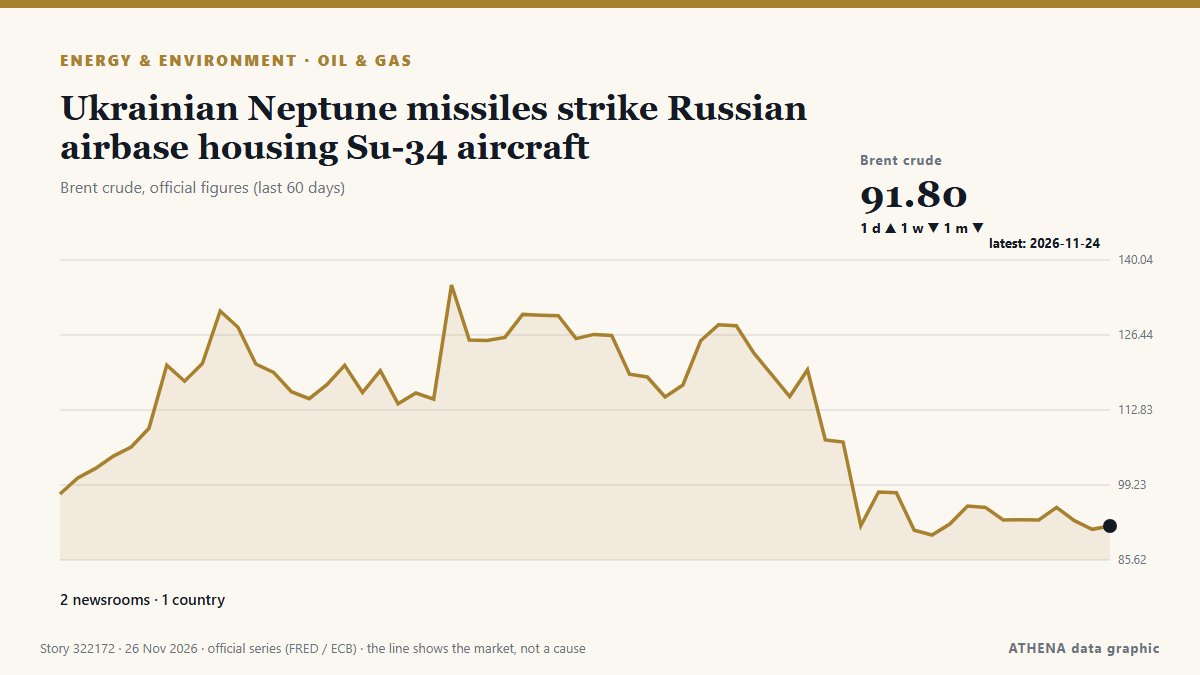 ENERGY & ENVIRONMENT · OIL & GAS
Ukrainian Neptune missiles strike Russian
airbase housing Su-34 aircraft
Brent crude, official figures (last 60 days)
Brent crude
91.80
1 d ▲ 1 w ▼ 1 m ▼
latest: 2026-11-24
140.04
126.44
112.83
99.23
85.62
2 newsrooms · 1 country
Story 322172 · 26 Nov 2026 · official series (FRED / ECB) · the line shows the market, not a cause
ATHENA data graphic